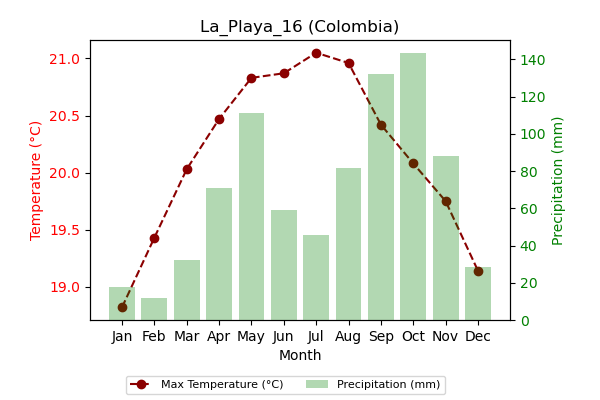 La_Playa_16 (Colombia)
21.0
20.5
20.0
19.5
19.0
Temperature (°C)
140
120
100
80
60
40
20
0
Precipitation (mm)
Jan Feb Mar Apr May Jun Jul Aug Sep Oct Nov Dec
Month
Max Temperature (°C) Precipitation (mm)